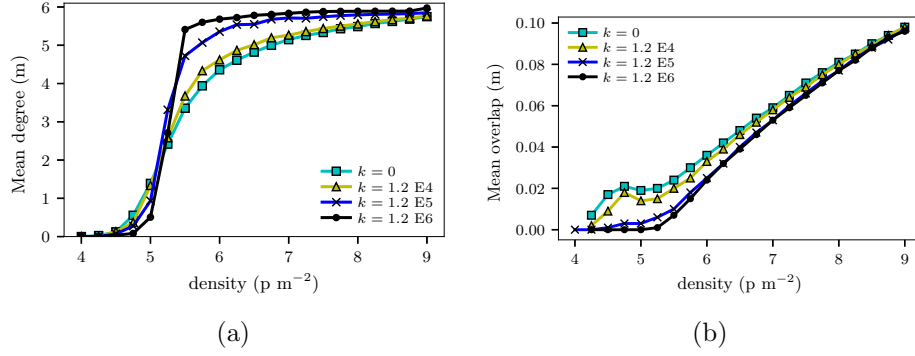 6
5
4
3
2
1
0
Mean degree (m)
4
5
6
7
8
9
density (p m⁻²)
k = 0
k = 1.2 E4
k = 1.2 E5
k = 1.2 E6
(a)
0.10
0.08
0.06
0.04
0.02
0.00
Mean overlap (m)
4
5
6
7
8
9
density (p m⁻²)
k = 0
k = 1.2 E4
k = 1.2 E5
k = 1.2 E6
(b)